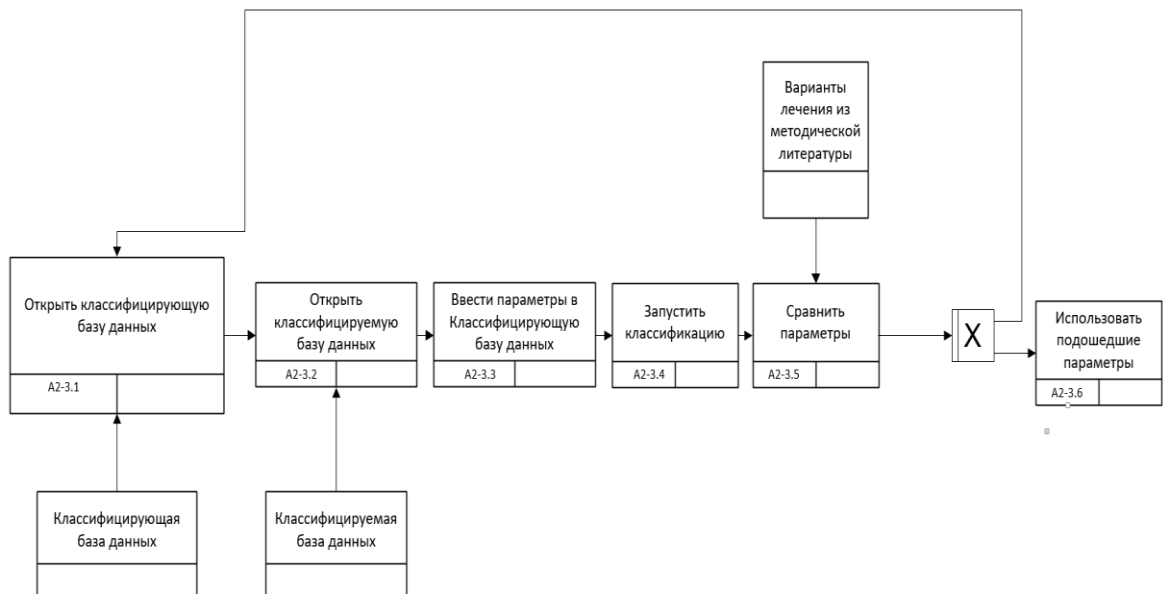 Варианты
лечения из
методической
литературы
Открыть классифицирующую
базу данных
А2-3.1
Открыть
классифицируемую
базу данных
А2-3.2
Ввести параметры в
Классифицирующую
базу данных
А2-3.3
Запустить
классификацию
А2-3.4
Сравнить
параметры
А2-3.5
X
Использовать
подошедшие
параметры
А2-3.6
Классифицирующая
база данных
Классифицируемая
база данных